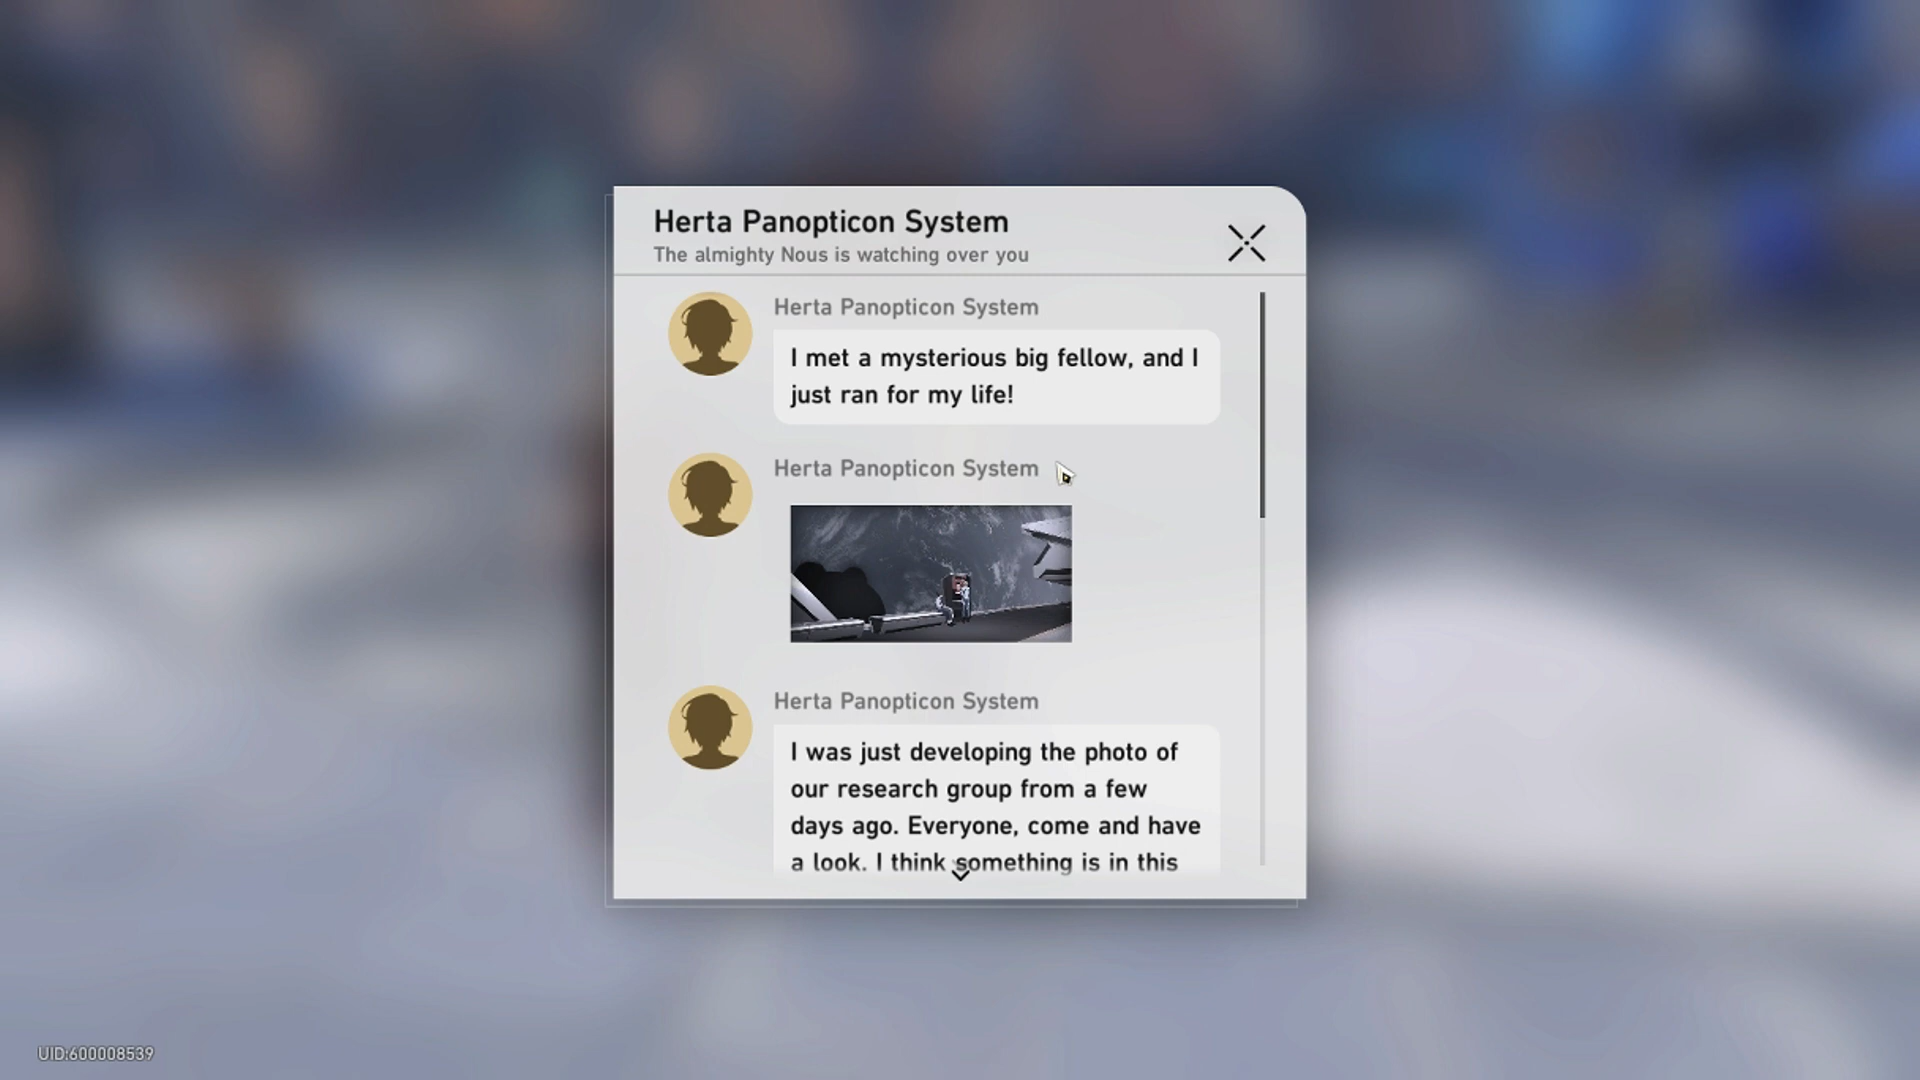 Herta Panopticon System
The almighty Nous is watching over you
Herta Panopticon System
I met a mysterious big fellow, and I
just ran for my life!
Herta Panopticon System
Herta Panopticon System
I was just developing the photo of
our research group from a few
days ago. Everyone, come and have
a look. I think something is in this
UID:600008539